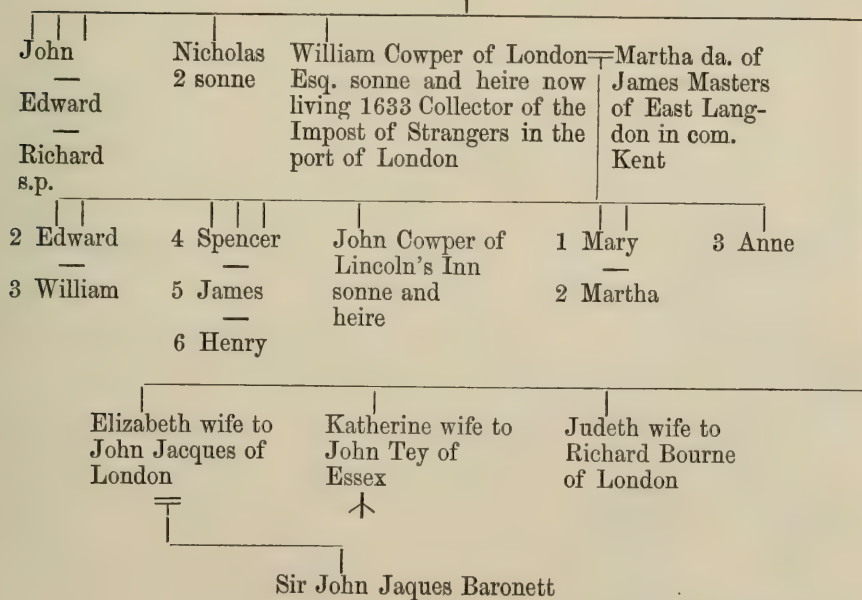 John
—
Edward
—
Richard
s.p.
Nicholas
2 sonne
William Cowper of London
Esq. sonne and heire now
living 1633 Collector of the
Impost of Strangers in the
port of London
Martha da. of
James Masters
of East Lang-
don in com.
Kent
2 Edward
—
3 William
4 Spencer
—
5 James
—
6 Henry
John Cowper of
Lincoln's Inn
sonne and
heire
1 Mary
—
2 Martha
3 Anne
Elizabeth wife to
John Jacques of
London
Katherine wife to
John Tey of
Essex
Judeth wife to
Richard Bourne
of London
Sir John Jaques Baronett